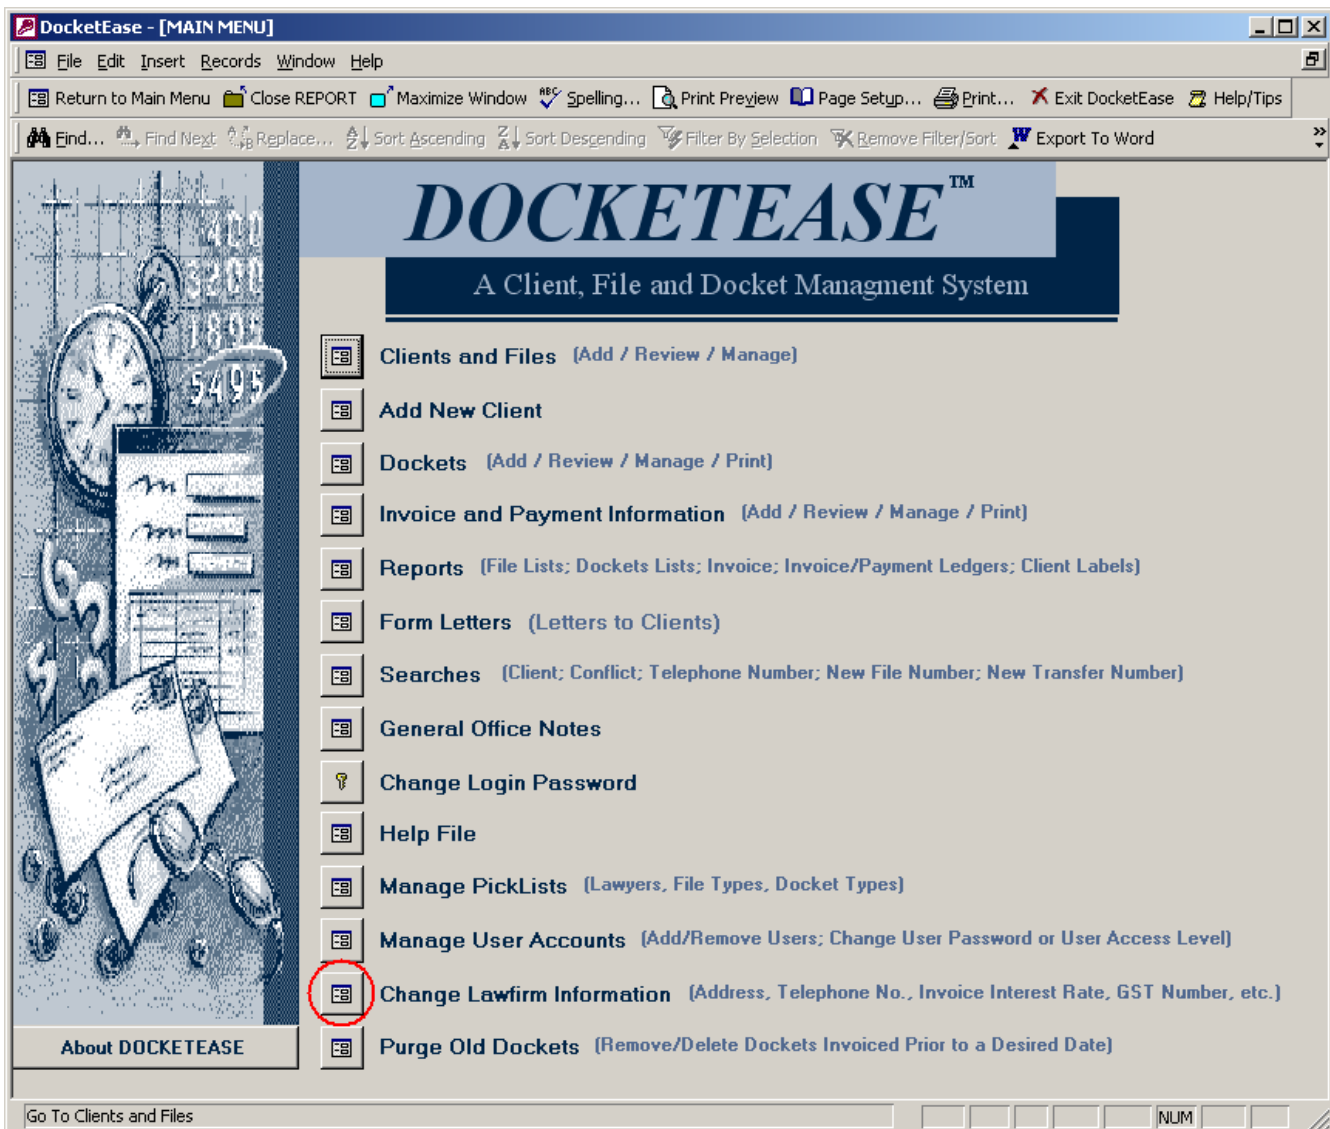 DocketEase - [MAIN MENU]
File Edit Insert Records Window Help
Return to Main Menu Close REPORT Maximize Window ABC Spelling... Print Preview Page Setup... Print... Exit DocketEase Help/Tips
Find... Find Next Replace... Sort Ascending Sort Descending Filter By Selection Remove Filter/Sort Export To Word
DOCKETEASE™
A Client, File and Docket Managment System
400
$200
1895
5495
Clients and Files (Add / Review / Manage)
Add New Client
Dockets (Add / Review / Manage / Print)
Invoice and Payment Information (Add / Review / Manage / Print)
Reports (File Lists; Dockets Lists; Invoice; Invoice/Payment Ledgers; Client Labels)
Form Letters (Letters to Clients)
Searches (Client; Conflict; Telephone Number; New File Number; New Transfer Number)
General Office Notes
Change Login Password
Help File
Manage PickLists (Lawyers, File Types, Docket Types)
Manage User Accounts (Add/Remove Users; Change User Password or User Access Level)
Change Lawfirm Information (Address, Telephone No., Invoice Interest Rate, GST Number, etc.)
About DOCKETEASE
Purge Old Dockets (Remove/Delete Dockets Invoiced Prior to a Desired Date)
Go To Clients and Files NUM